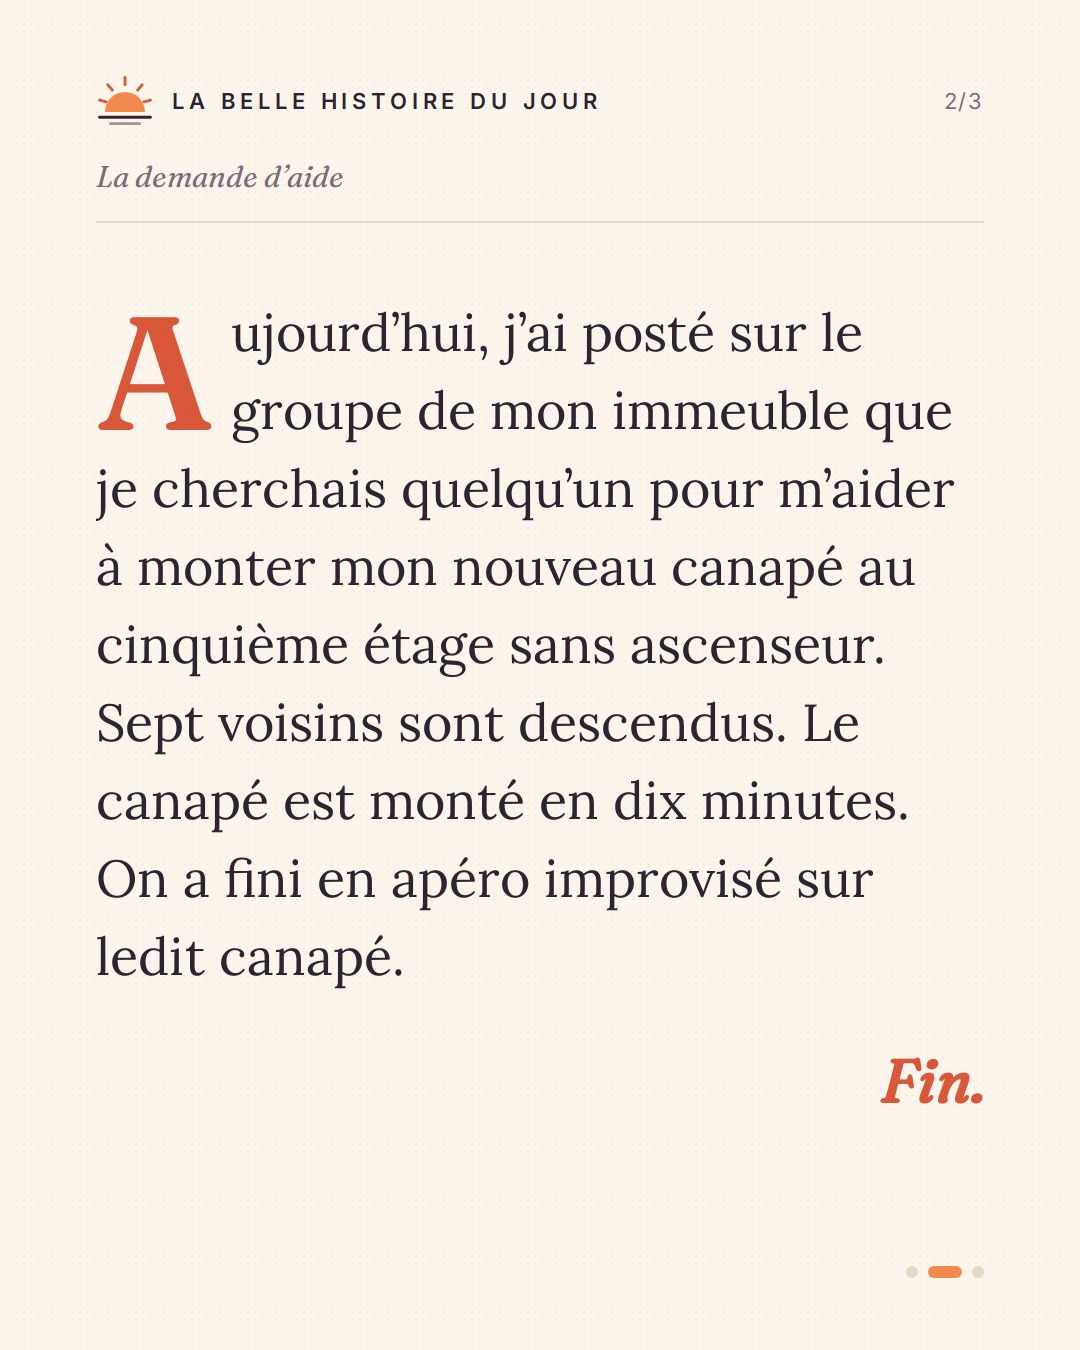 LA BELLE HISTOIRE DU JOUR
2/3
La demande d’aide
Aujourd’hui, j’ai posté sur le
groupe de mon immeuble que
je cherchais quelqu’un pour m’aider
à monter mon nouveau canapé au
cinquième étage sans ascenseur.
Sept voisins sont descendus. Le
canapé est monté en dix minutes.
On a fini en apéro improvisé sur
ledit canapé.
Fin.